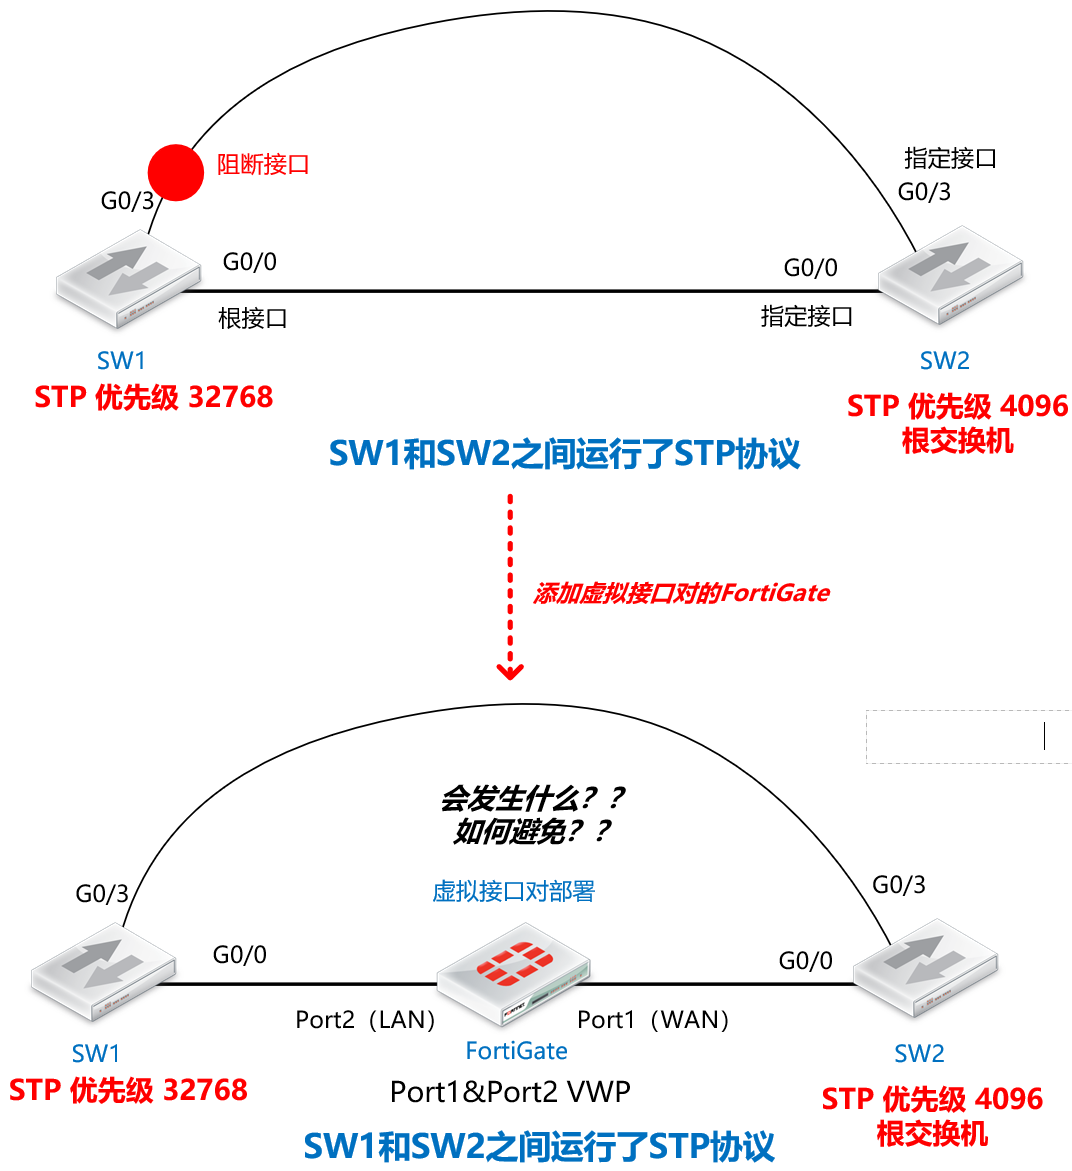 阻断接口
指定接口
G0/3
G0/3
G0/0
G0/0
根接口
指定接口
SW1
SW2
STP 优先级 32768
STP 优先级 4096
根交换机
SW1和SW2之间运行了STP协议
添加虚拟接口对的FortiGate
会发生什么？？
如何避免？？
G0/3
G0/3
虚拟接口对部署
G0/0
G0/0
Port2（LAN）
Port1（WAN）
SW1
FortiGate
SW2
STP 优先级 32768
Port1&Port2 VWP
STP 优先级 4096
根交换机
SW1和SW2之间运行了STP协议